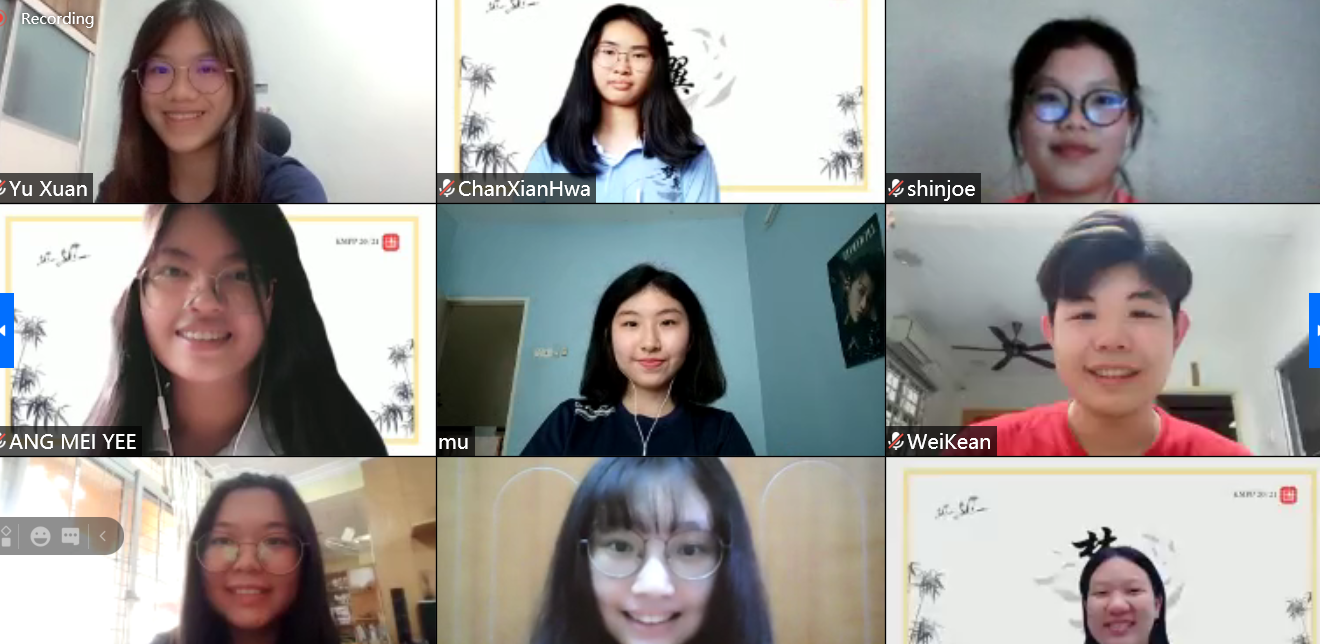 Recording
Yu Xuan
ChanXianHwa
shinjoe
KMPP 20/21
ANG MEI YEE
mu
WeiKean
KMPP 20/21